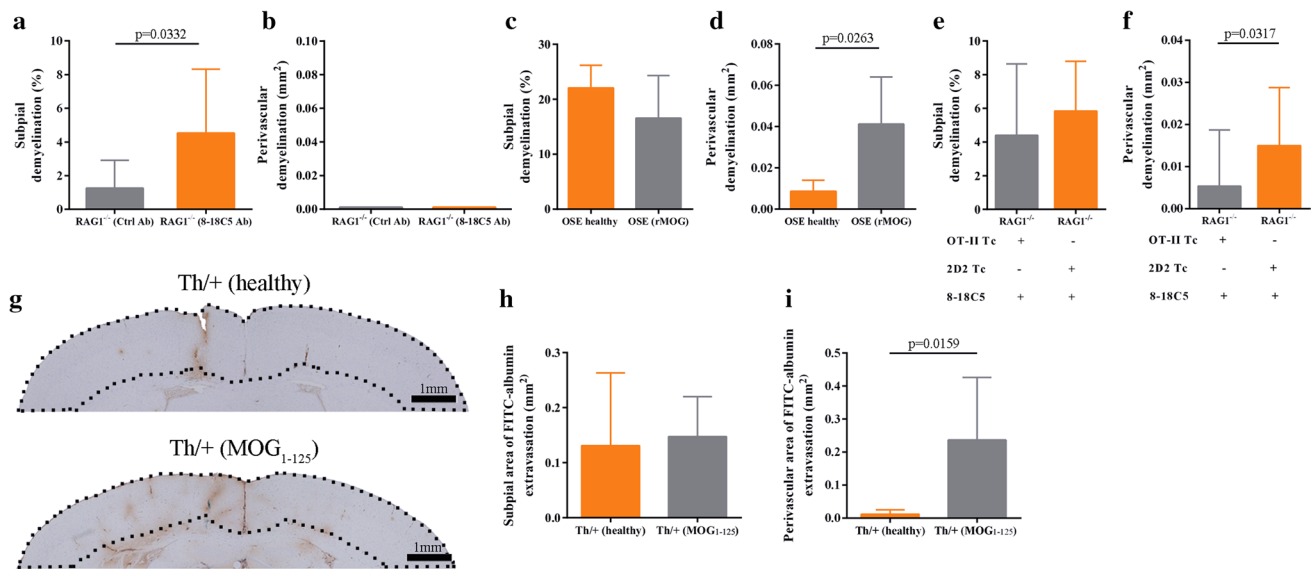 a
p=0.0332
Subpial
demyelination (%)
10
8
6
4
2
0
RAG1-/- (Ctrl Ab)
RAG1-/- (8-18C5 Ab)
b
Perivascular
demyelination (mm2)
0.10
0.08
0.06
0.04
0.02
0.00
RAG1-/- (Ctrl Ab)
RAG1-/- (8-18C5 Ab)
c
Subpial
demyelination (%)
30
20
10
0
OSE healthy
OSE (rMOG)
d
p=0.0263
Perivascular
demyelination (mm2)
0.08
0.06
0.04
0.02
0.00
OSE healthy
OSE (rMOG)
e
Subpial
demyelination (%)
10
8
6
4
2
0
RAG1-/-
RAG1-/-
OT-II Tc + -
2D2 Tc - +
8-18C5 + +
f
p=0.0317
Perivascular
demyelination (mm2)
0.04
0.03
0.02
0.01
0.00
RAG1-/-
RAG1-/-
OT-II Tc + -
2D2 Tc - +
8-18C5 + +
g
Th/+ (healthy)
1mm
Th/+ (MOG1-125)
1mm
h
Subpial area of FITC-albumin
extravasation (mm2)
0.3
0.2
0.1
0.0
Th/+ (healthy)
Th/+ (MOG1-125)
i
p=0.0159
Perivascular area of FITC-albumin
extravasation (mm2)
0.5
0.4
0.3
0.2
0.1
0.0
Th/+ (healthy)
Th/+ (MOG1-125)